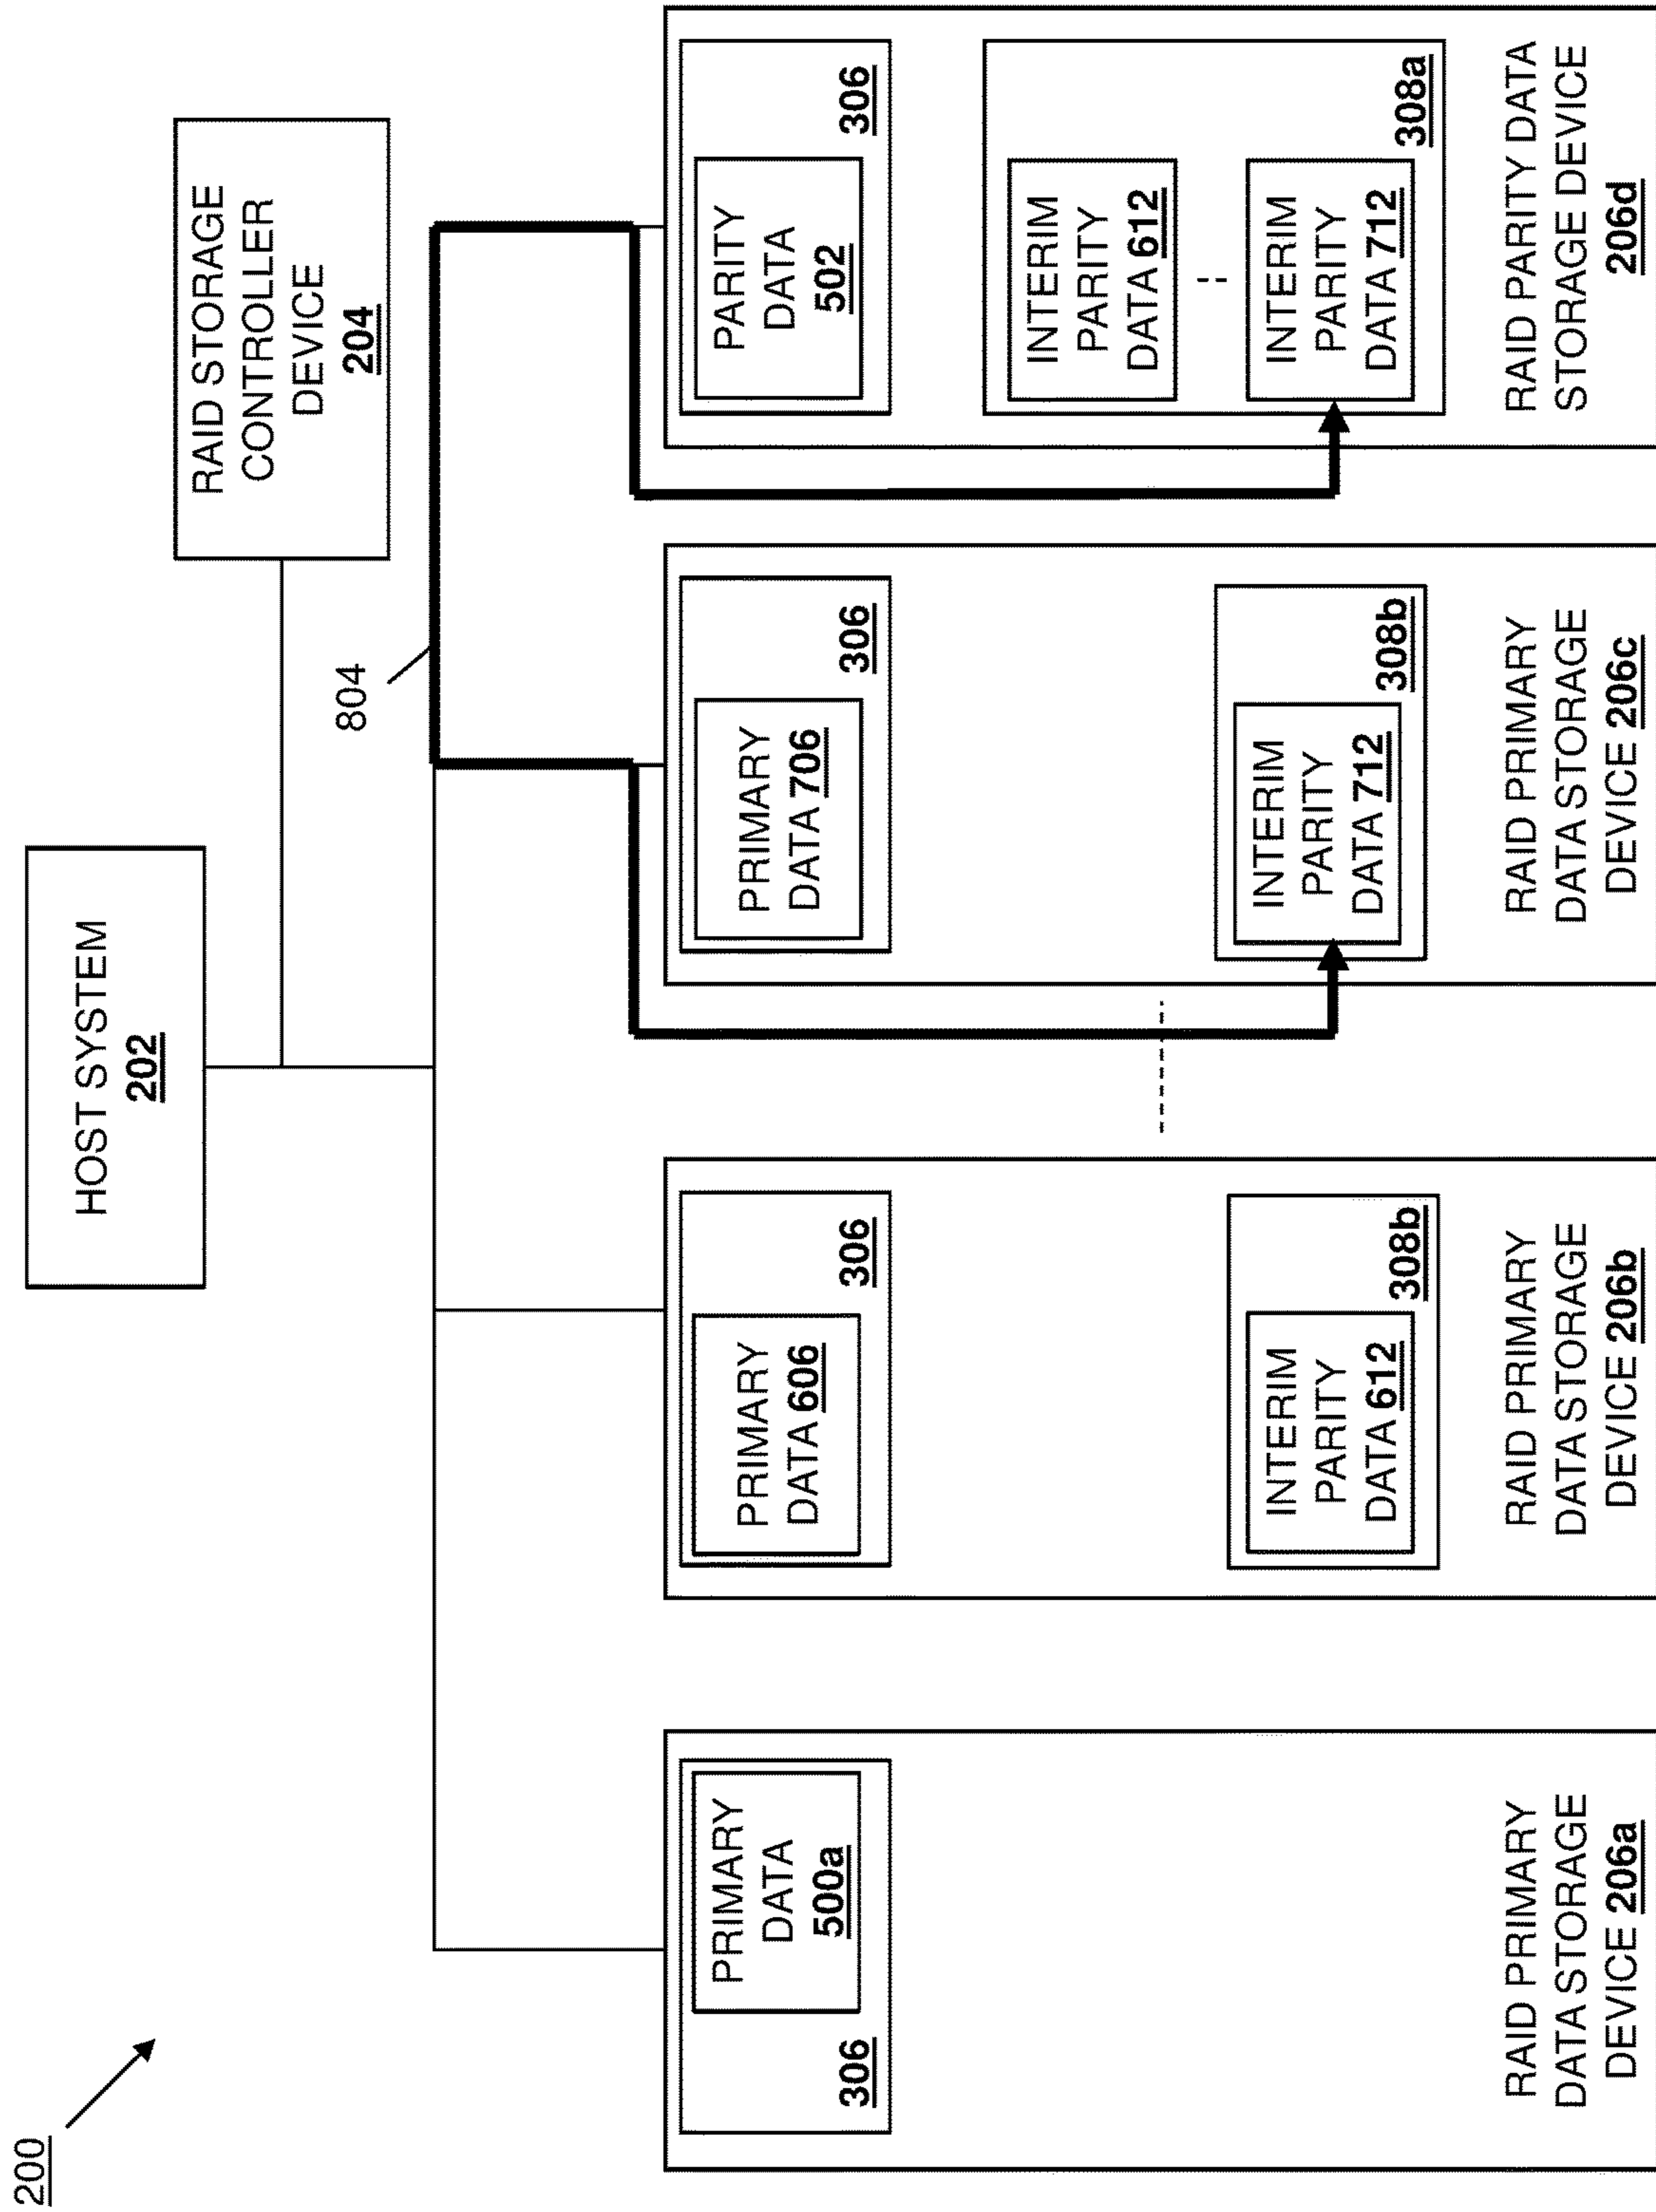 200
HOST SYSTEM
202
RAID STORAGE
CONTROLLER
DEVICE
204
804
306
PRIMARY
DATA
500a
RAID PRIMARY
DATA STORAGE
DEVICE 206a
PRIMARY
DATA 606
306
INTERIM
PARITY
DATA 612
308b
RAID PRIMARY
DATA STORAGE
DEVICE 206b
PRIMARY
DATA 706
306
INTERIM
PARITY
DATA 712
308b
RAID PRIMARY
DATA STORAGE
DEVICE 206c
PARITY
DATA
502
306
INTERIM
PARITY
DATA 612
INTERIM
PARITY
DATA 712
308a
RAID PARITY DATA
STORAGE DEVICE
206d